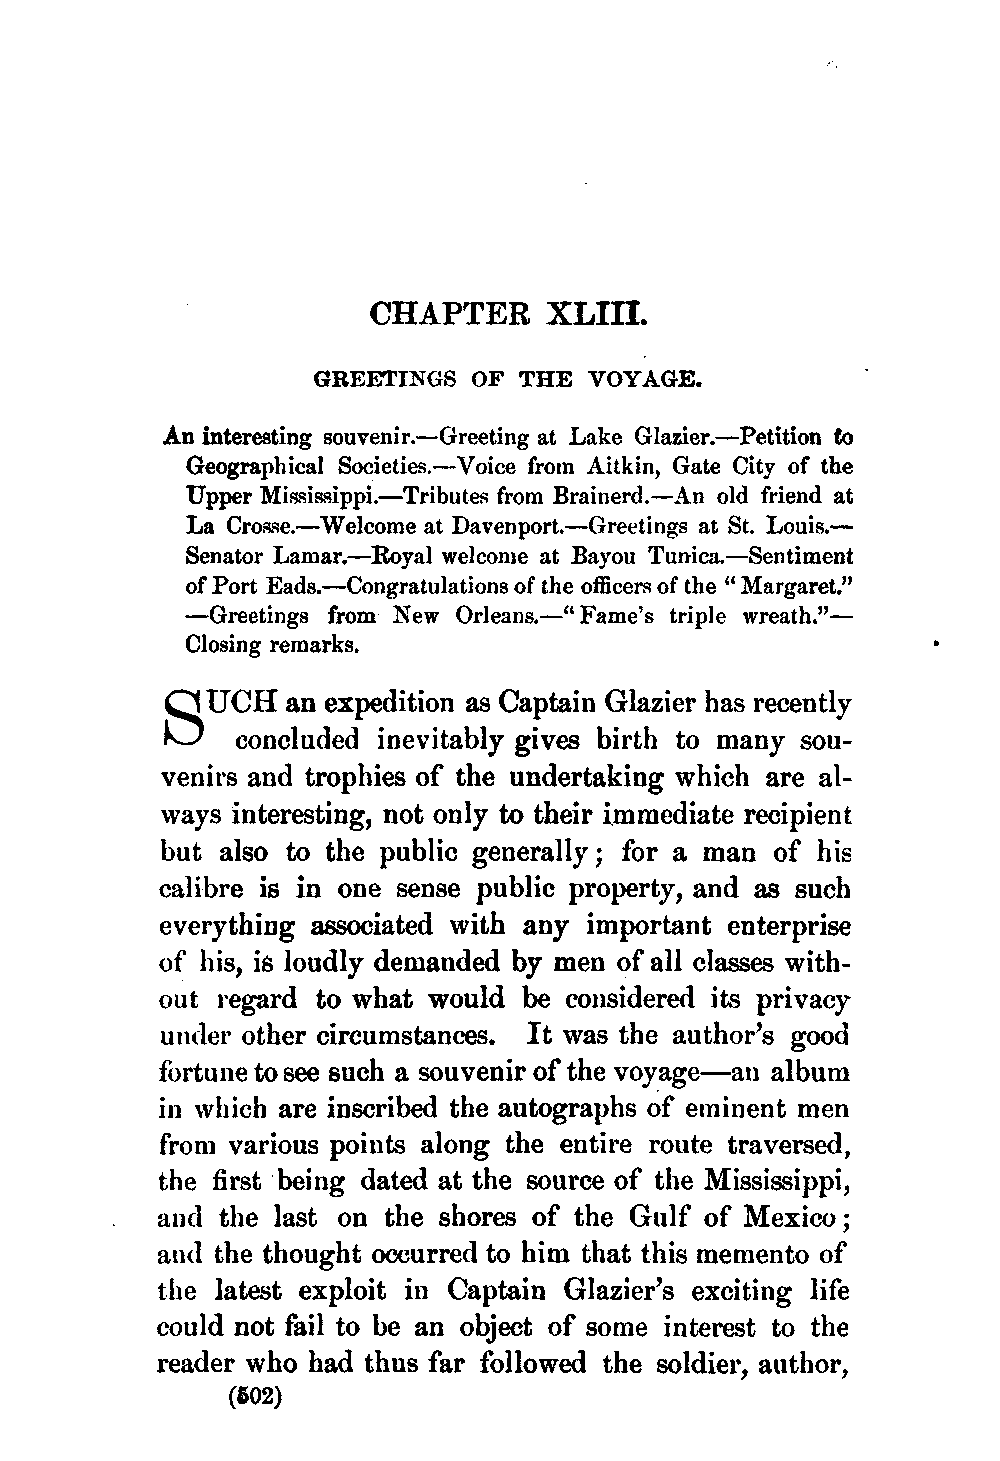 CHAPTER XLIII.
GREETINGS OF THE VOYAGE.
An interesting souvenir.—Greeting at Lake Glazier.—Petition to
Geographical Societies.—Voice from Aitkin, Gate City of the
Upper Mississippi.—Tributes from Brainerd.—An old friend at
La Crosse.—Welcome at Davenport.—Greetings at St. Louis.—
Senator Lamar.—Royal welcome at Bayou Tunica.—Sentiment
of Port Eads.—Congratulations of the officers of the “Margaret.”
—Greetings from New Orleans.—“Fame’s triple wreath.”—
Closing remarks.
SUCH an expedition as Captain Glazier has recently
concluded inevitably gives birth to many sou-
venirs and trophies of the undertaking which are al-
ways interesting, not only to their immediate recipient
but also to the public generally; for a man of his
calibre is in one sense public property, and as such
everything associated with any important enterprise
of his, is loudly demanded by men of all classes with-
out regard to what would be considered its privacy
under other circumstances. It was the author’s good
fortune to see such a souvenir of the voyage—an album
in which are inscribed the autographs of eminent men
from various points along the entire route traversed,
the first being dated at the source of the Mississippi,
and the last on the shores of the Gulf of Mexico;
and the thought occurred to him that this memento of
the latest exploit in Captain Glazier’s exciting life
could not fail to be an object of some interest to the
reader who had thus far followed the soldier, author,
(502)